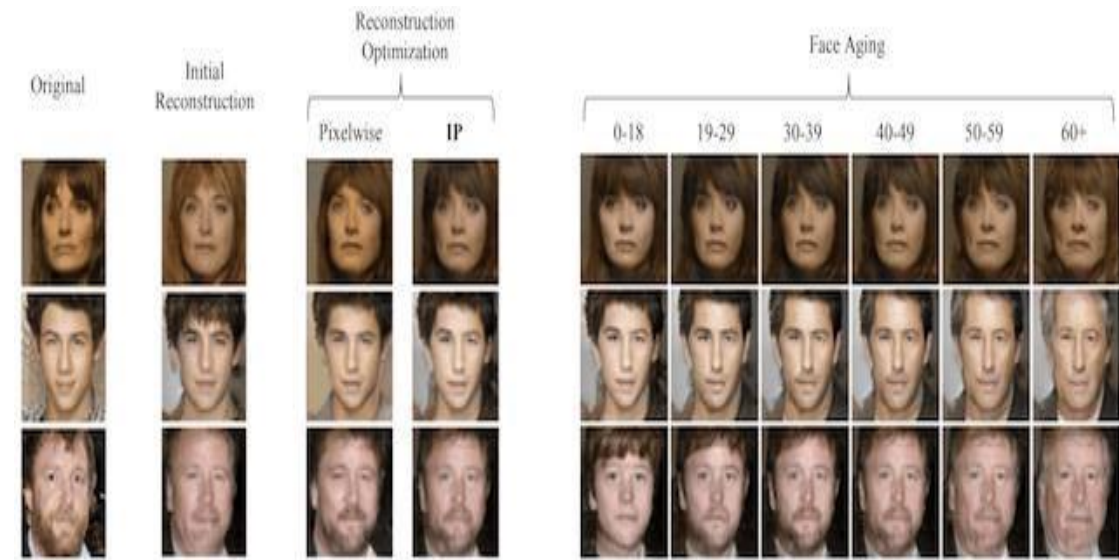 Original
Initial
Reconstruction
Reconstruction
Optimization
Pixelwise
IP
Face Aging
0-18
19-29
30-39
40-49
50-59
60+